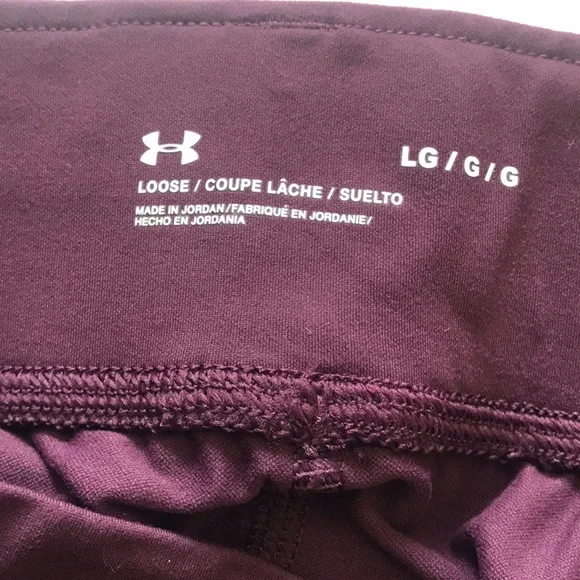 LG / G / G
LOOSE / COUPE LÂCHE / SUELTO
MADE IN JORDAN/FABRIQUÉ EN JORDANIE/
HECHO EN JORDANIA